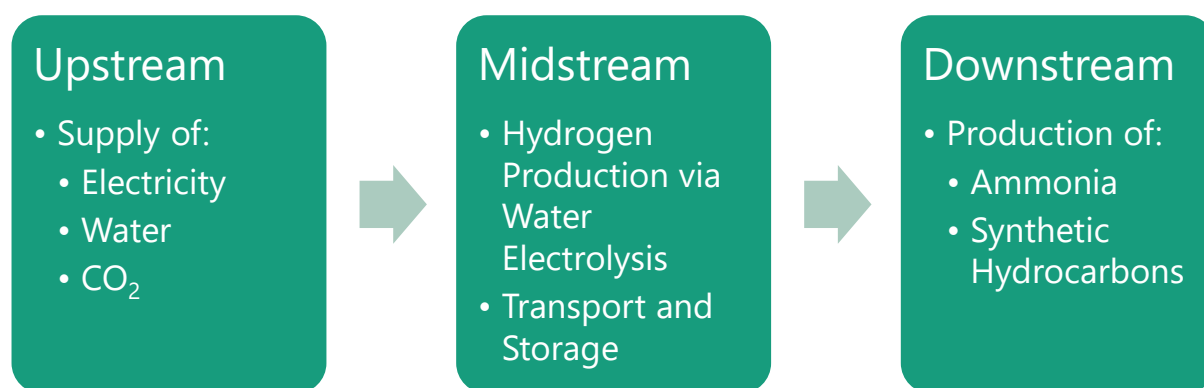 Upstream
• Supply of:
• Electricity
• Water
• CO₂
Midstream
• Hydrogen
Production via
Water
Electrolysis
• Transport and
Storage
Downstream
• Production of:
• Ammonia
• Synthetic
Hydrocarbons